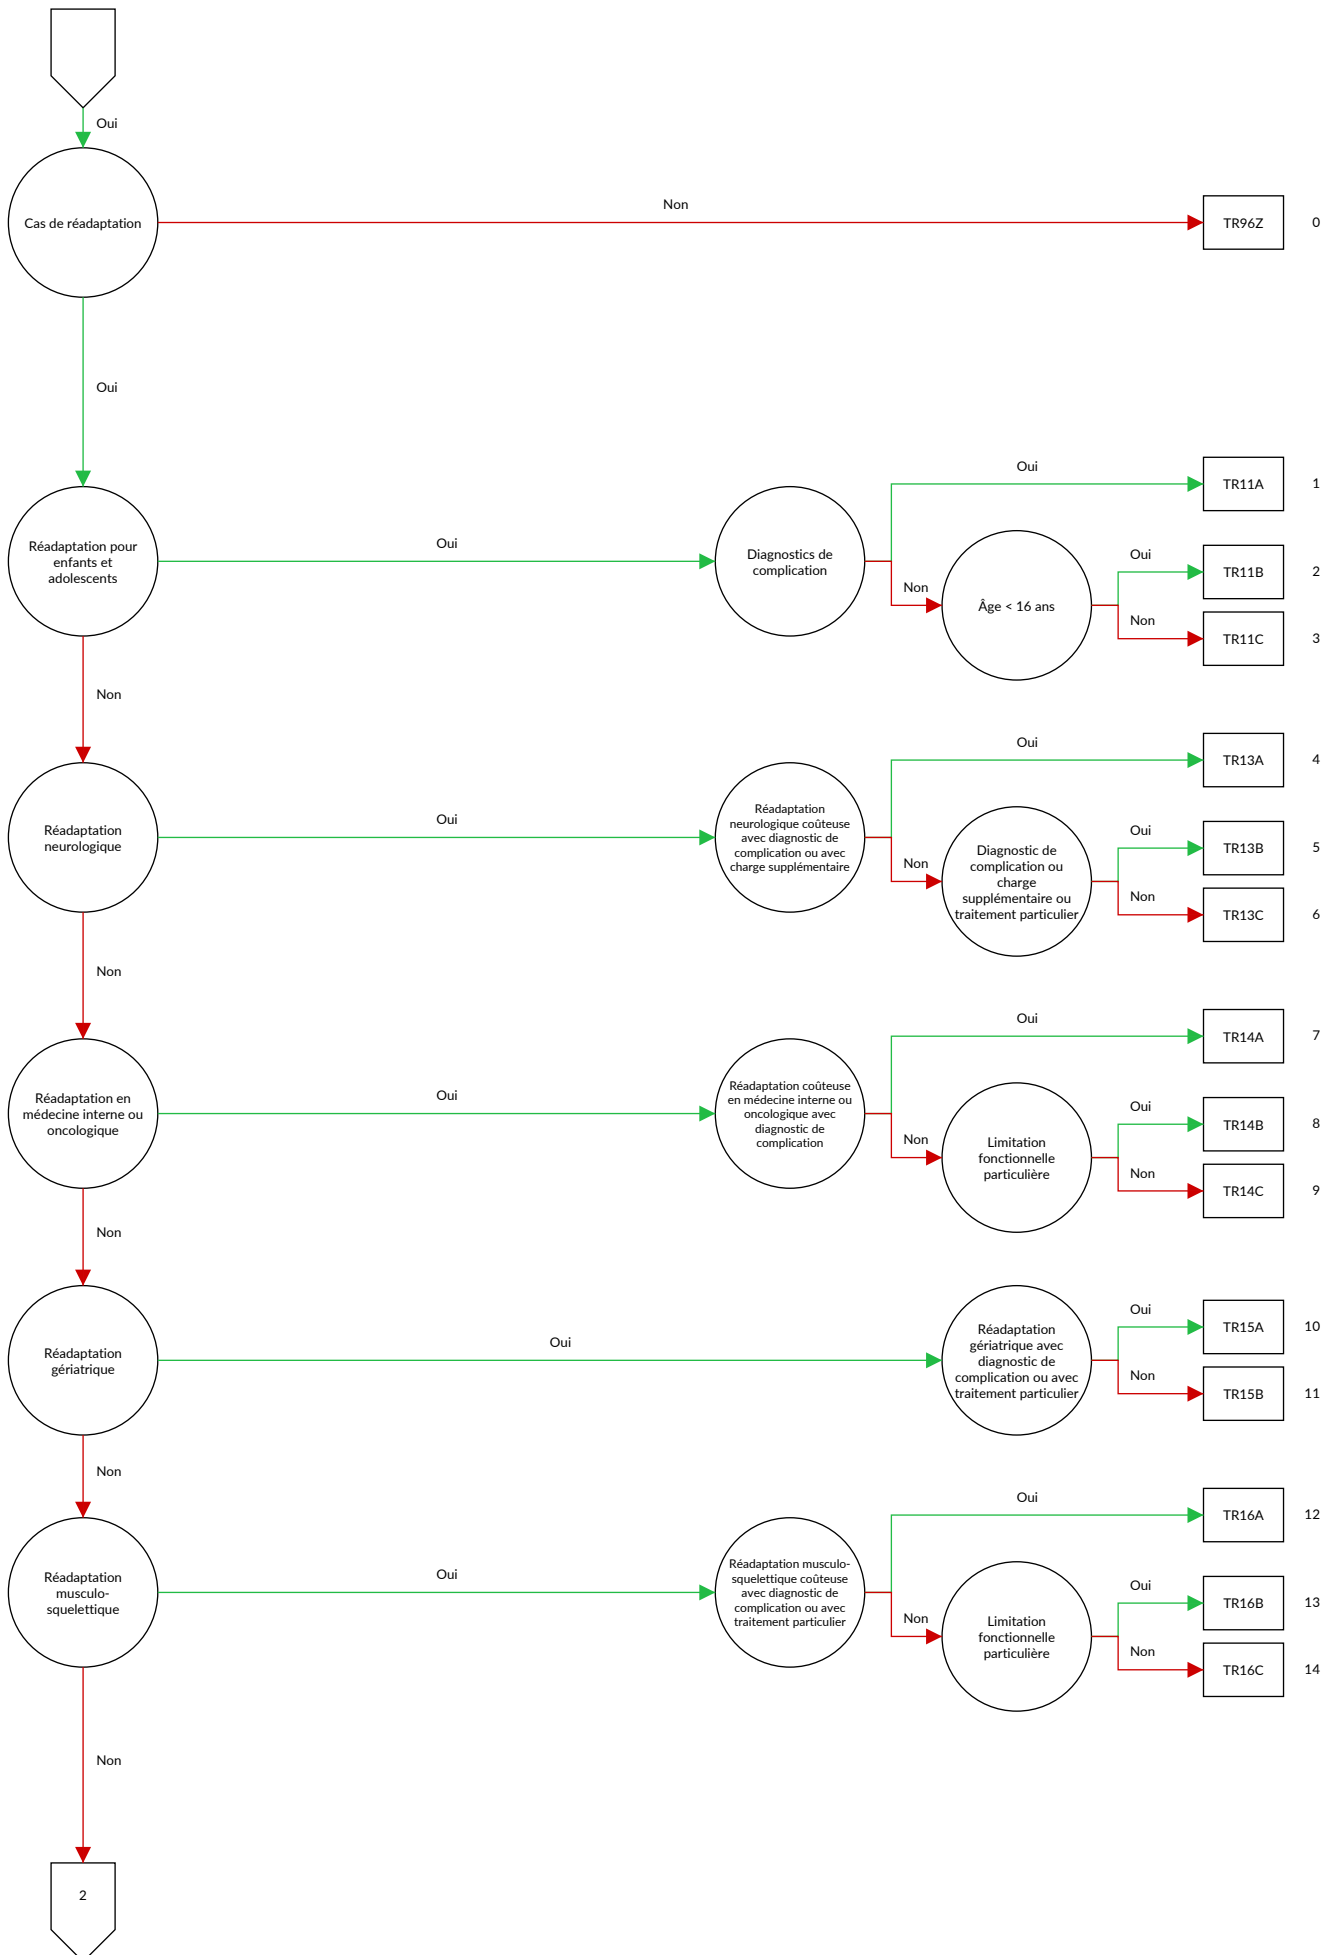 Oui
Cas de réadaptation
Non
TR96Z
0
Oui
Réadaptation pour
enfants et
adolescents
Oui
Diagnostics de
complication
Oui
TR11A
1
Non
Âge < 16 ans
Oui
TR11B
2
Non
TR11C
3
Non
Réadaptation
neurologique
Oui
Réadaptation
neurologique coûteuse
avec diagnostic de
complication ou avec
charge supplémentaire
Oui
TR13A
4
Non
Diagnostic de
complication ou
charge
supplémentaire ou
traitement particulier
Oui
TR13B
5
Non
TR13C
6
Non
Réadaptation en
médecine interne ou
oncologique
Oui
Réadaptation coûteuse
en médecine interne ou
oncologique avec
diagnostic de
complication
Oui
TR14A
7
Non
Limitation
fonctionnelle
particulière
Oui
TR14B
8
Non
TR14C
9
Non
Réadaptation
gériatrique
Oui
Réadaptation
gériatrique avec
diagnostic de
complication ou avec
traitement particulier
Oui
TR15A
10
Non
TR15B
11
Non
Réadaptation
musculo-
squelettique
Oui
Réadaptation musculo-
squelettique coûteuse
avec diagnostic de
complication ou avec
traitement particulier
Oui
TR16A
12
Non
Limitation
fonctionnelle
particulière
Oui
TR16B
13
Non
TR16C
14
Non
2